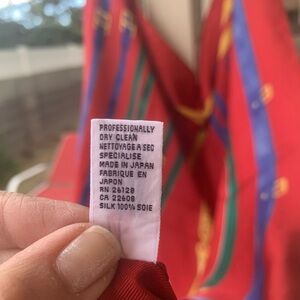 PROFESSIONALLY
DRY CLEAN
NETTOYAGE A SEC
SPECIALISE
MADE IN JAPAN
FABRIQUE EN
JAPON
RN 26128
CA 22608
SILK 100% SOIE